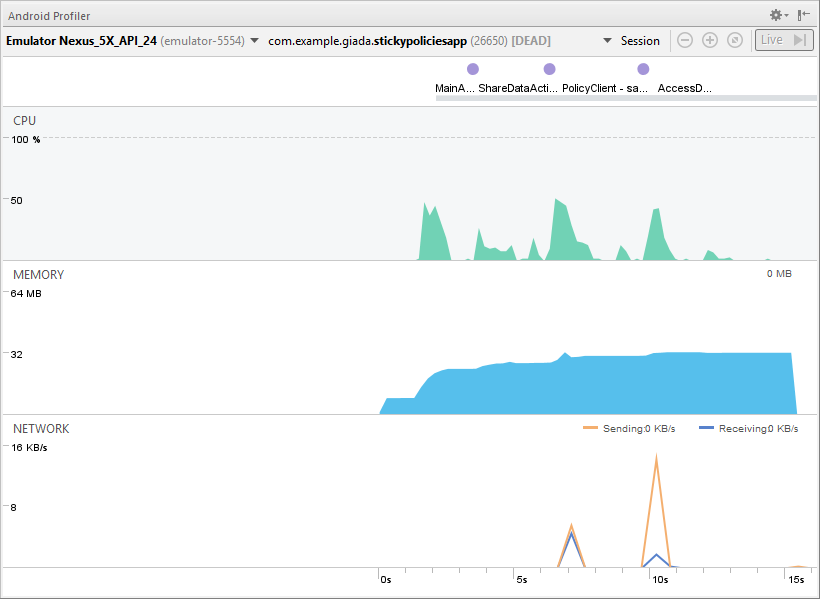 Android Profiler
Emulator Nexus_5X_API_24 (emulator-5554) com.example.giada.stickypoliciesapp (26650) [DEAD] Session Live
MainA... ShareDataActi... PolicyClient - sa... AccessD...
CPU
100 %
50
MEMORY 0 MB
64 MB
32
NETWORK Sending:0 KB/s Receiving:0 KB/s
16 KB/s
8
0s 5s 10s 15s